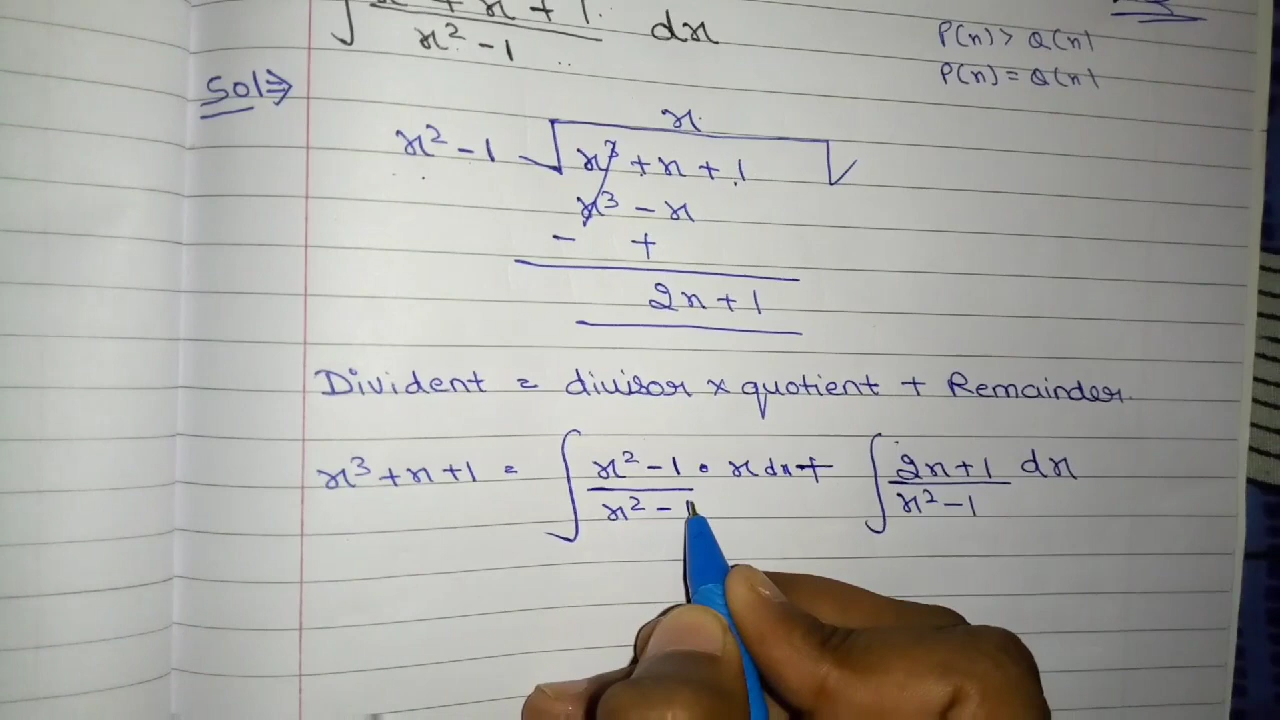 ∫ x³ + x + 1 / x² - 1 dx
P(x) > Q(x)
P(x) = Q(x)
Sol ⇒
x
x² - 1 √ x³ + x + 1
x³ - x
- +
2x + 1
Divident = divisor × quotient + Remainder
x³ + x + 1 = ∫ x² - 1 / x² - 1 • x dx + ∫ 2x + 1 / x² - 1 dx